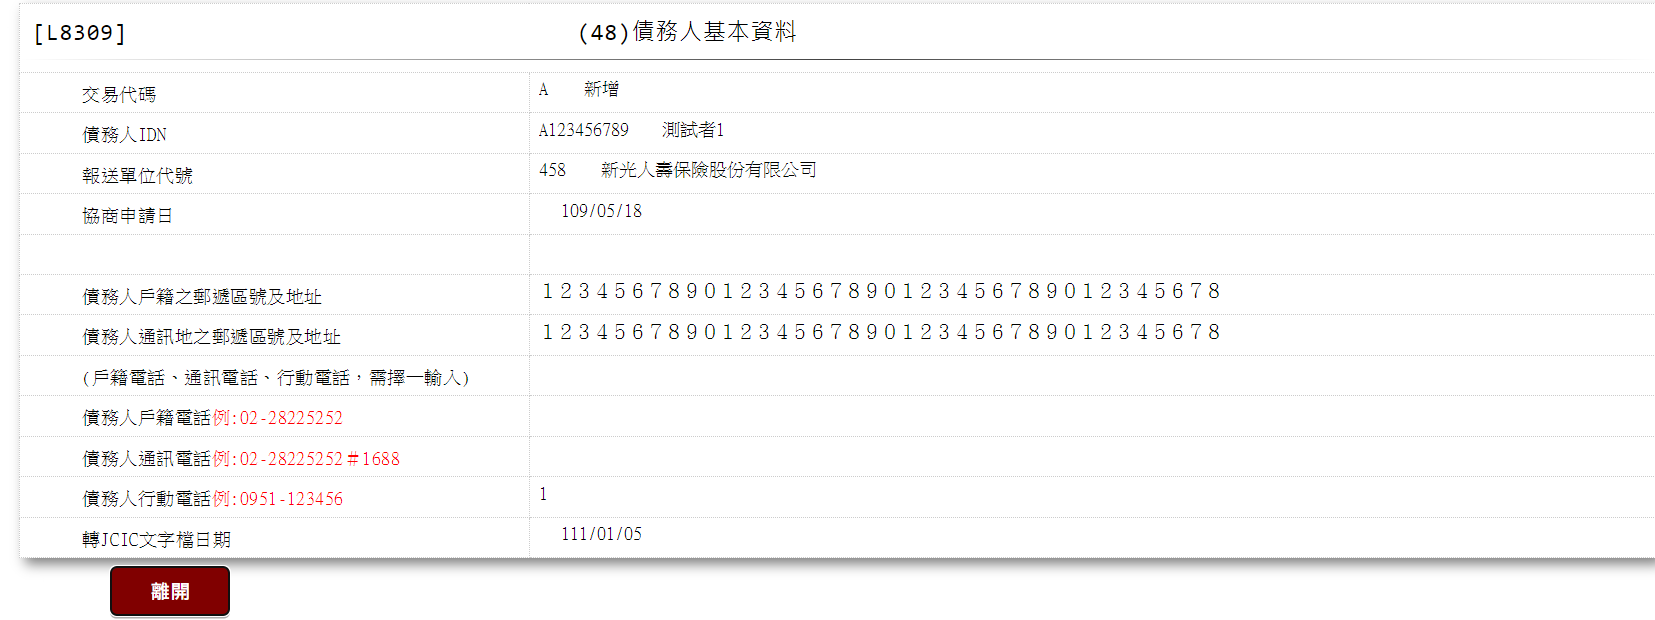 [L8309] (48)債務人基本資料
交易代碼 A 新增
債務人IDN A123456789 測試者1
報送單位代號 458 新光人壽保險股份有限公司
協商申請日 109/05/18
債務人戶籍之郵遞區號及地址 12345678901234567890123456789012345678
債務人通訊地之郵遞區號及地址 12345678901234567890123456789012345678
(戶籍電話、通訊電話、行動電話，需擇一輸入)
債務人戶籍電話例:02-28225252
債務人通訊電話例:02-28225252＃1688
債務人行動電話例:0951-123456 1
轉JCIC文字檔日期 111/01/05
離開